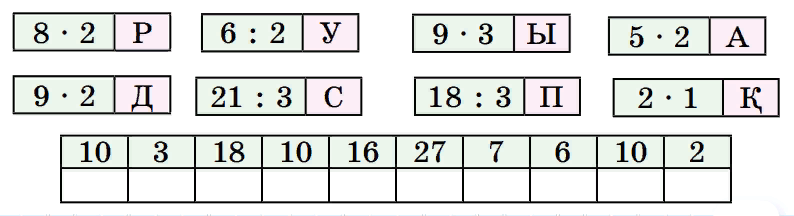 8 · 2 Р 6 : 2 У 9 · 3 Ы 5 · 2 А
9 · 2 Д 21 : 3 С 18 : 3 П 2 · 1 Қ
10 3 18 10 16 27 7 6 10 2